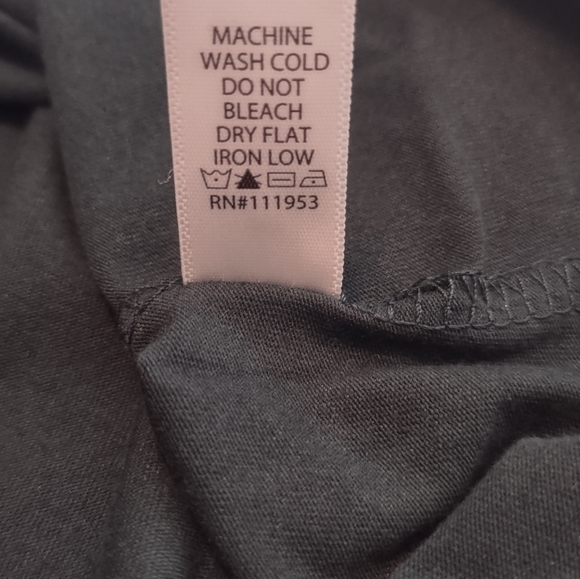 MACHINE
WASH COLD
DO NOT
BLEACH
DRY FLAT
IRON LOW
RN#111953